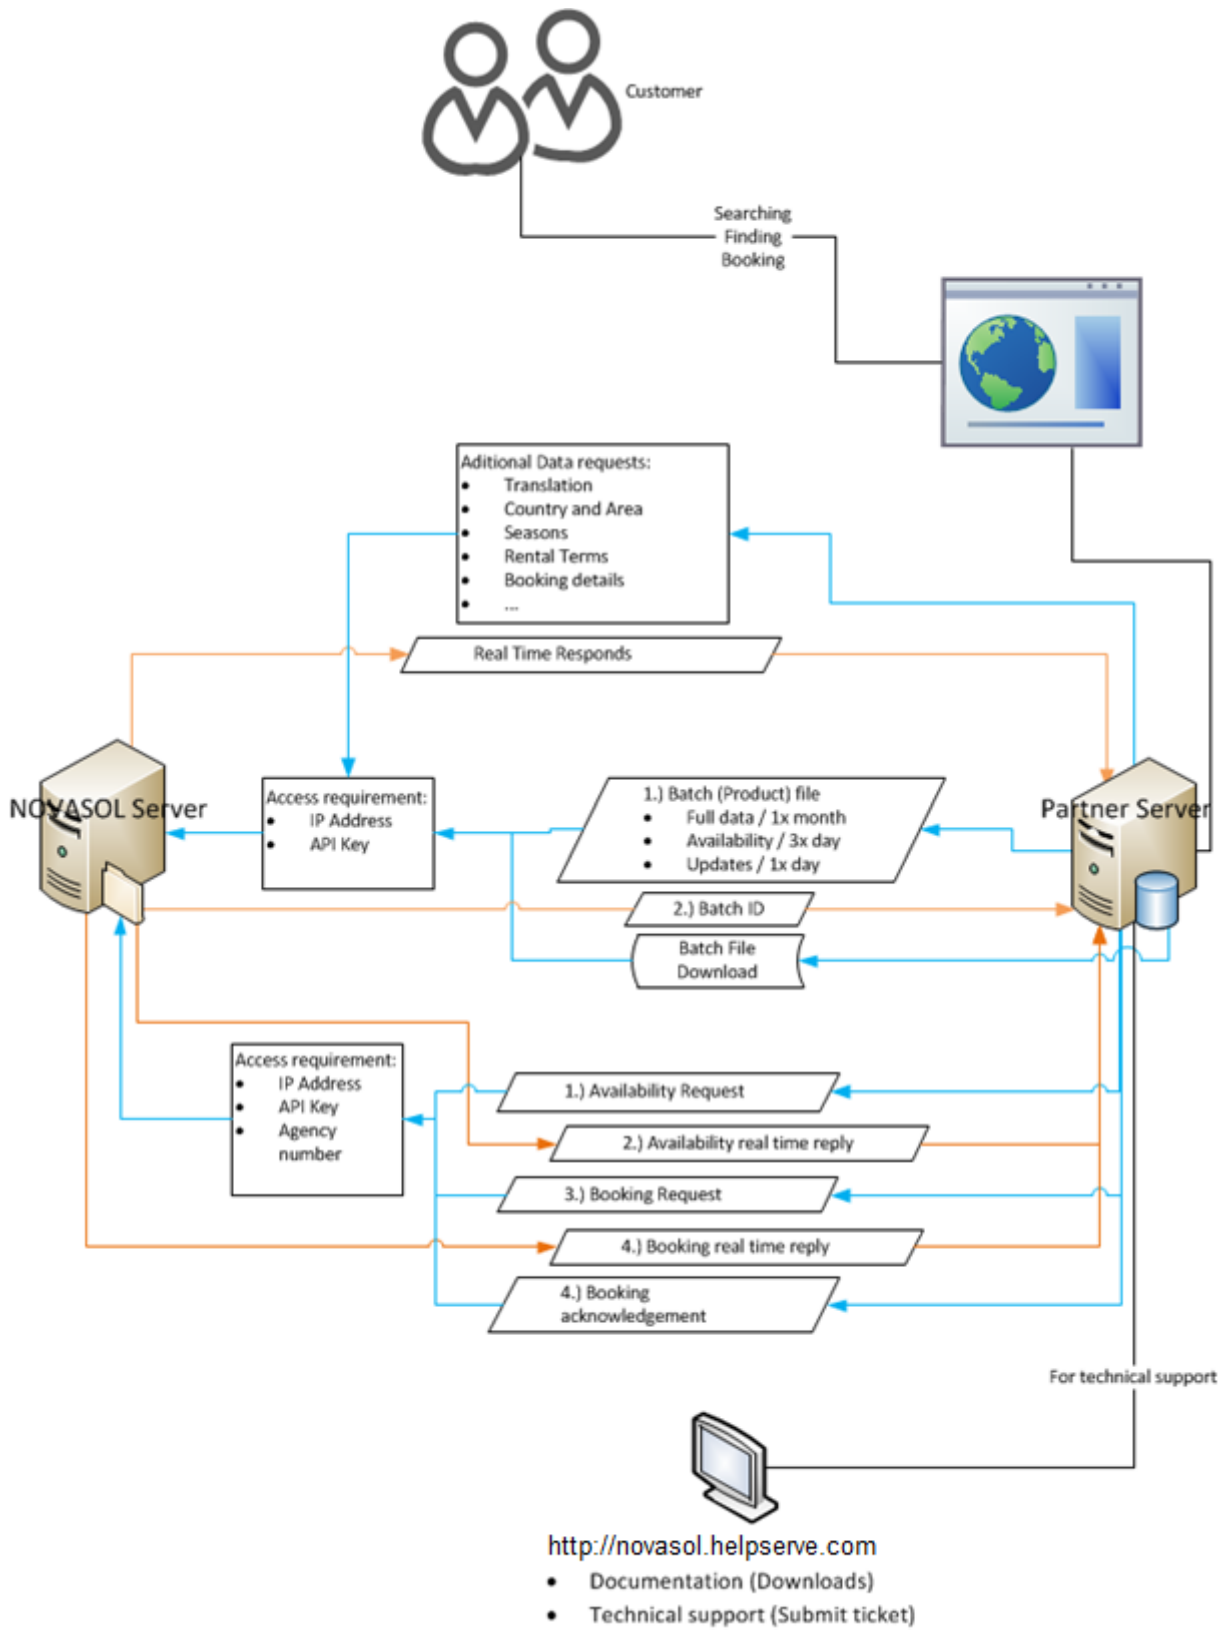 Customer
Searching
Finding
Booking
Aditional Data requests:
• Translation
• Country and Area
• Seasons
• Rental Terms
• Booking details
• ...
Real Time Responds
NOVASOL Server
Access requirement:
• IP Address
• API Key
1.) Batch (Product) file
• Full data / 1x month
• Availability / 3x day
• Updates / 1x day
Partner Server
2.) Batch ID
Batch File
Download
Access requirement:
• IP Address
• API Key
• Agency
number
1.) Availability Request
2.) Availability real time reply
3.) Booking Request
4.) Booking real time reply
4.) Booking
acknowledgement
For technical support
http://novasol.helpserve.com
• Documentation (Downloads)
• Technical support (Submit ticket)